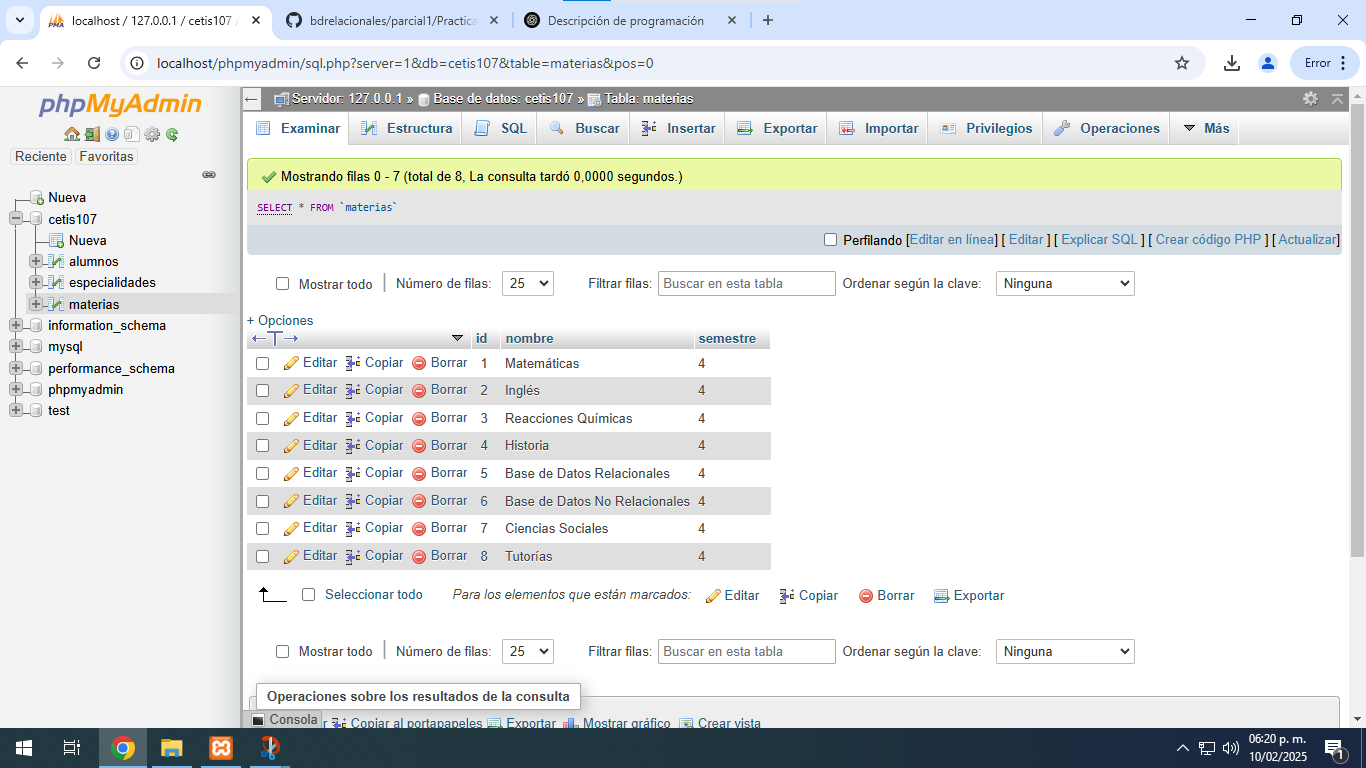 localhost / 127.0.0.1 / cetis107 /
bdrelacionales/parcial1/Practica
Descripción de programación
localhost/phpmyadmin/sql.php?server=1&db=cetis107&table=materias&pos=0
Error
phpMyAdmin
Reciente Favoritas
Nueva
cetis107
Nueva
alumnos
especialidades
materias
information_schema
mysql
performance_schema
phpmyadmin
test
Servidor: 127.0.0.1 » Base de datos: cetis107 » Tabla: materias
Examinar Estructura SQL Buscar Insertar Exportar Importar Privilegios Operaciones Más
Mostrando filas 0 - 7 (total de 8, La consulta tardó 0,0000 segundos.)
SELECT * FROM `materias`
Perfilando [Editar en línea] [ Editar ] [ Explicar SQL ] [ Crear código PHP ] [ Actualizar]
Mostrar todo | Número de filas: 25 Filtrar filas: Buscar en esta tabla Ordenar según la clave: Ninguna
+ Opciones
←T→ id nombre semestre
Editar Copiar Borrar 1 Matemáticas 4
Editar Copiar Borrar 2 Inglés 4
Editar Copiar Borrar 3 Reacciones Químicas 4
Editar Copiar Borrar 4 Historia 4
Editar Copiar Borrar 5 Base de Datos Relacionales 4
Editar Copiar Borrar 6 Base de Datos No Relacionales 4
Editar Copiar Borrar 7 Ciencias Sociales 4
Editar Copiar Borrar 8 Tutorías 4
Seleccionar todo Para los elementos que están marcados: Editar Copiar Borrar Exportar
Mostrar todo | Número de filas: 25 Filtrar filas: Buscar en esta tabla Ordenar según la clave: Ninguna
Operaciones sobre los resultados de la consulta
Consola r Copiar al portapapeles Exportar Mostrar gráfico Crear vista
06:20 p. m.
10/02/2025
1